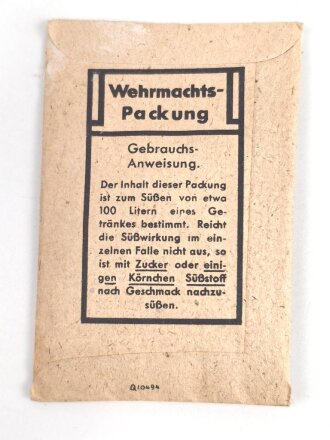 Wehrmachts-
Packung
Gebrauchs-
Anweisung.
Der Inhalt dieser Packung
ist zum Süßen von etwa
100 Litern eines Ge-
tränkes bestimmt. Reicht
die Süßwirkung im ein-
zelnen Falle nicht aus, so
ist mit Zucker oder eini-
gen Körnchen Süßstoff
nach Geschmack nachzu-
süßen.
Q10494